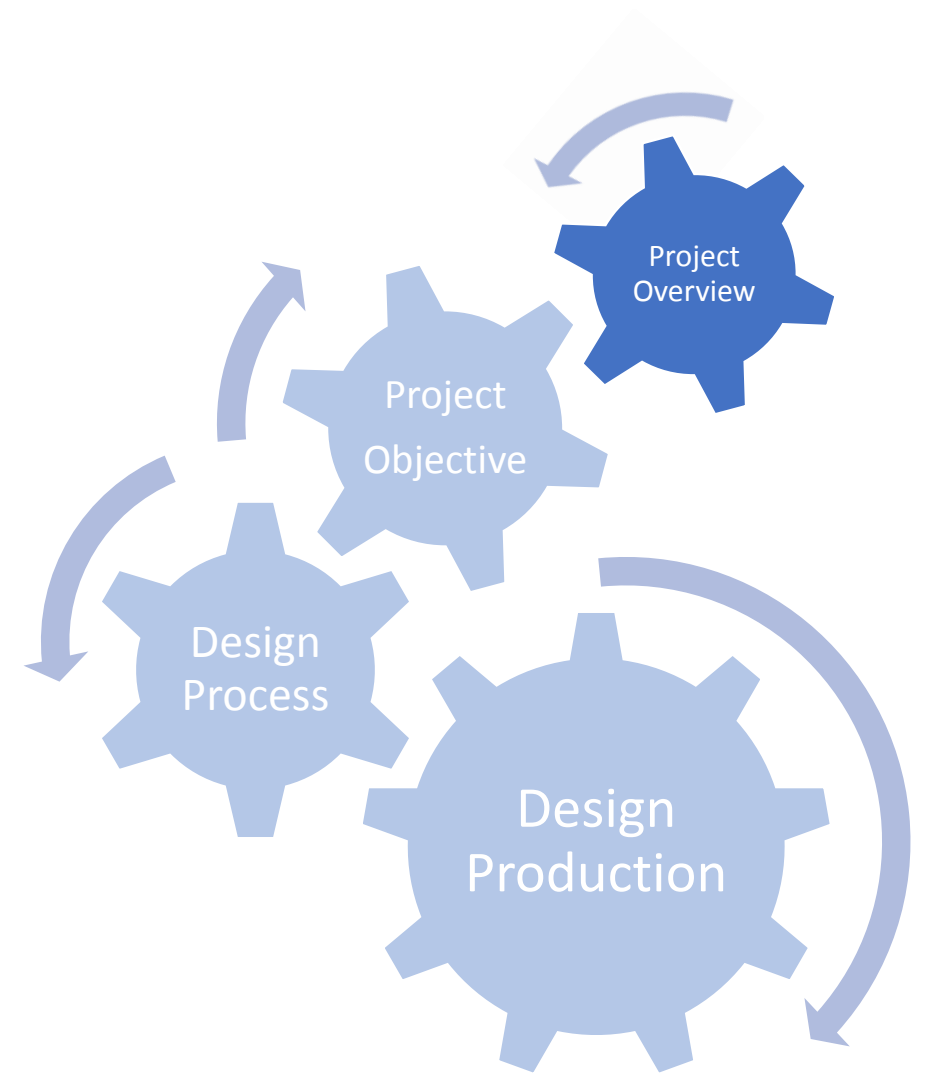 Project
Overview
Project
Objective
Design
Process
Design
Production